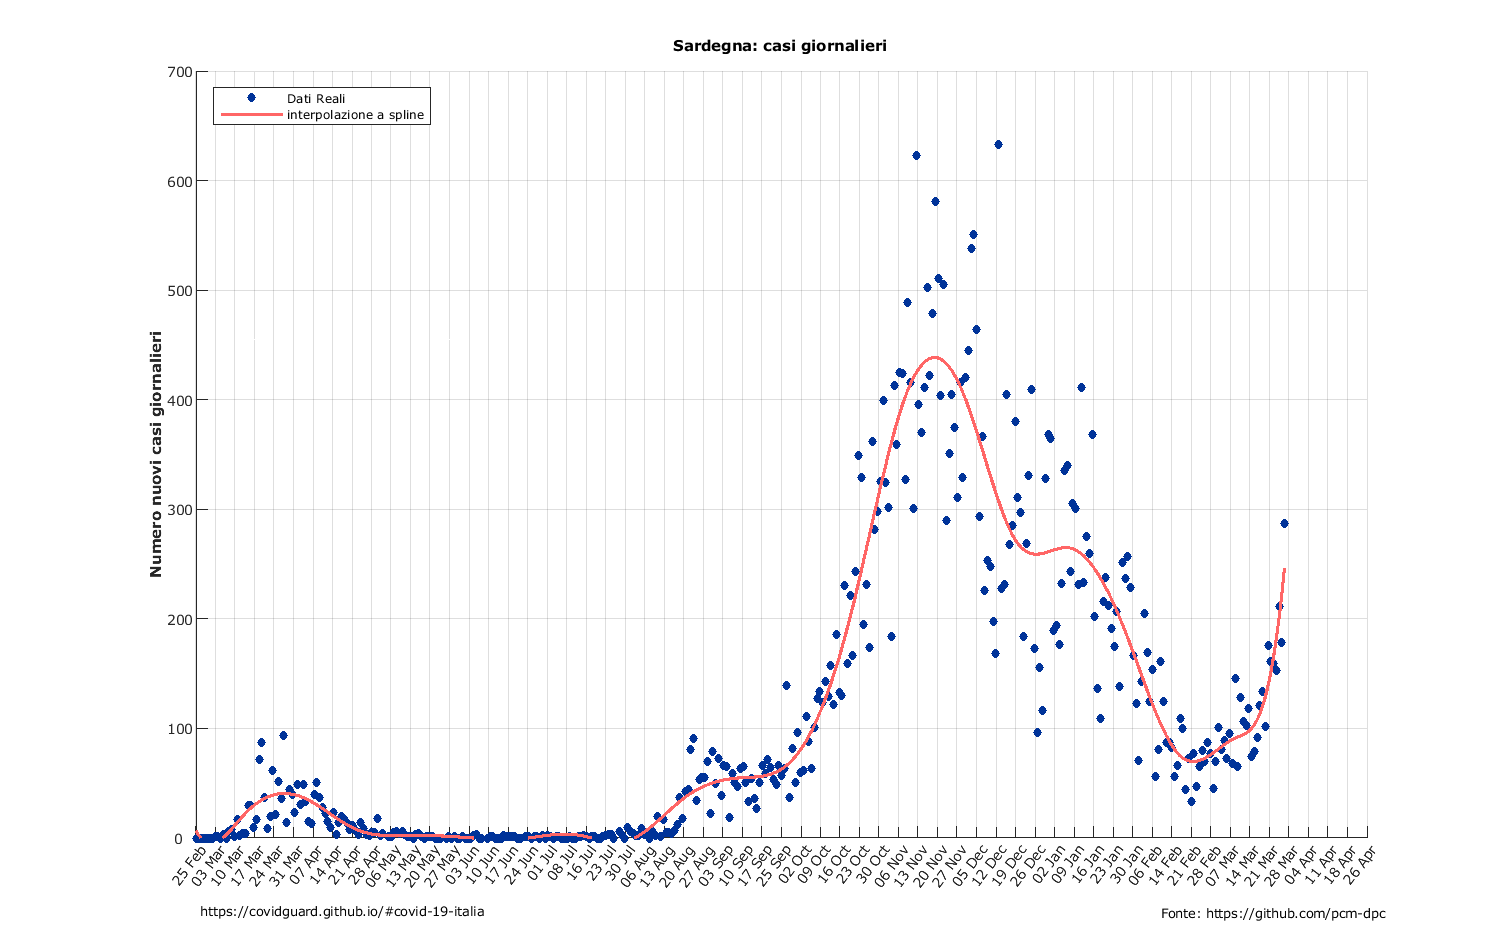 Sardegna: casi giornalieri
Dati Reali
interpolazione a spline
Numero nuovi casi giornalieri
700
600
500
400
300
200
100
0
25 Feb
03 Mar
10 Mar
17 Mar
24 Mar
31 Mar
07 Apr
14 Apr
21 Apr
28 Apr
06 May
13 May
20 May
27 May
03 Jun
10 Jun
17 Jun
24 Jun
01 Jul
08 Jul
16 Jul
23 Jul
30 Jul
06 Aug
13 Aug
20 Aug
27 Aug
03 Sep
10 Sep
17 Sep
25 Sep
02 Oct
09 Oct
16 Oct
23 Oct
30 Oct
06 Nov
06 Nov
13 Nov
20 Nov
27 Nov
05 Dec
12 Dec
12 Dec
19 Dec
26 Jan
02 Jan
09 Jan
16 Jan
23 Jan
30 Jan
06 Feb
14 Feb
21 Feb
28 Feb
07 Mar
14 Mar
21 Mar
28 Mar
04 Apr
11 Apr
18 Apr
26 Apr
https://covidguard.github.io/#covid-19-italia
Fonte: https://github.com/pcm-dpc